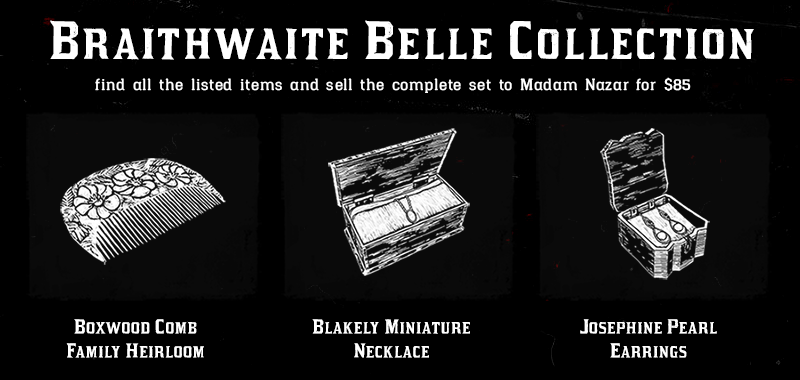 Braithwaite Belle Collection
find all the listed items and sell the complete set to Madam Nazar for $85
Boxwood Comb
Family Heirloom
Blakely Miniature
Necklace
Josephine Pearl
Earrings